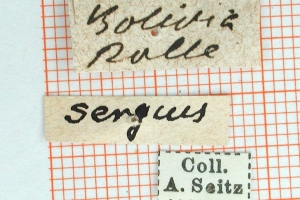 Bolivia
Rolle
sergius
Coll.
A. Seitz